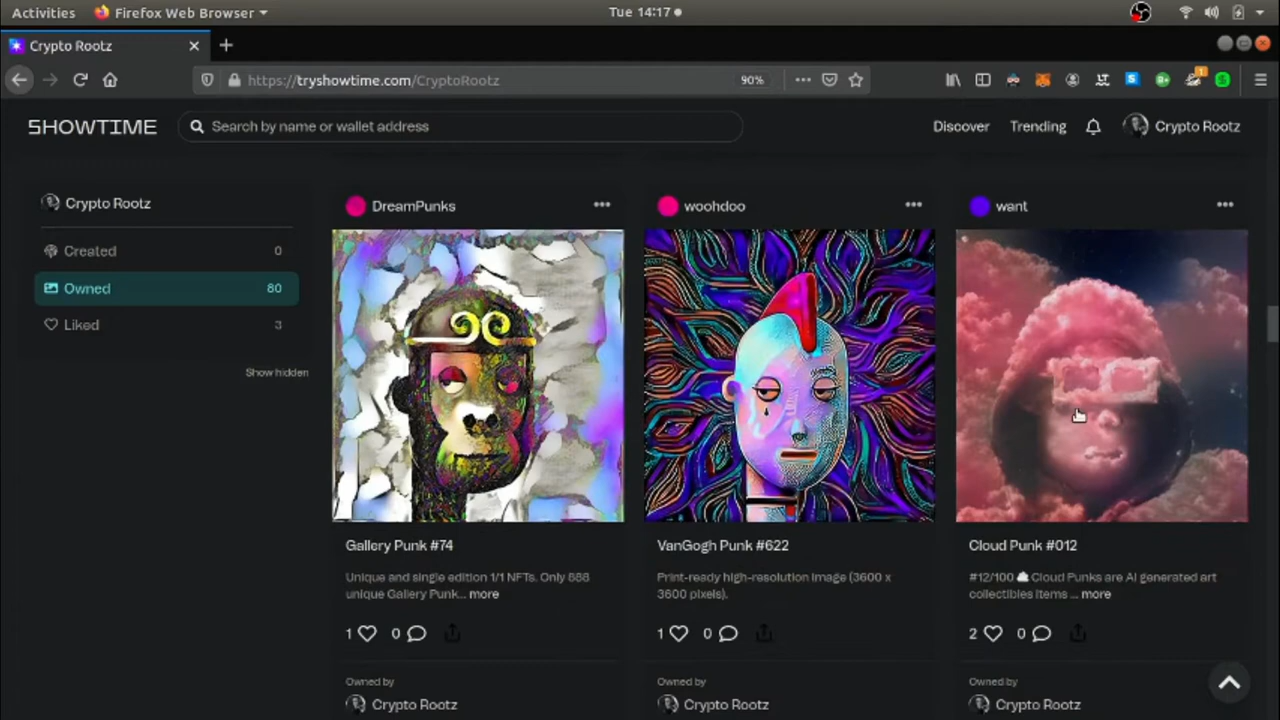 Activities Firefox Web Browser Tue 14:17
Crypto Rootz
https://tryshowtime.com/CryptoRootz 90%
SHOWTIME Search by name or wallet address Discover Trending Crypto Rootz
Crypto Rootz
Created 0
Owned 80
Liked 3
Show hidden
DreamPunks
Gallery Punk #74
Unique and single edition 1/1 NFTs. Only 888
unique Gallery Punk... more
1 0
Owned by
Crypto Rootz
woohdoo
VanGogh Punk #622
Print-ready high-resolution image (3600 x
3600 pixels).
1 0
Owned by
Crypto Rootz
want
Cloud Punk #012
#12/100 ☁ Cloud Punks are AI generated art
collectibles items ... more
2 0
Owned by
Crypto Rootz